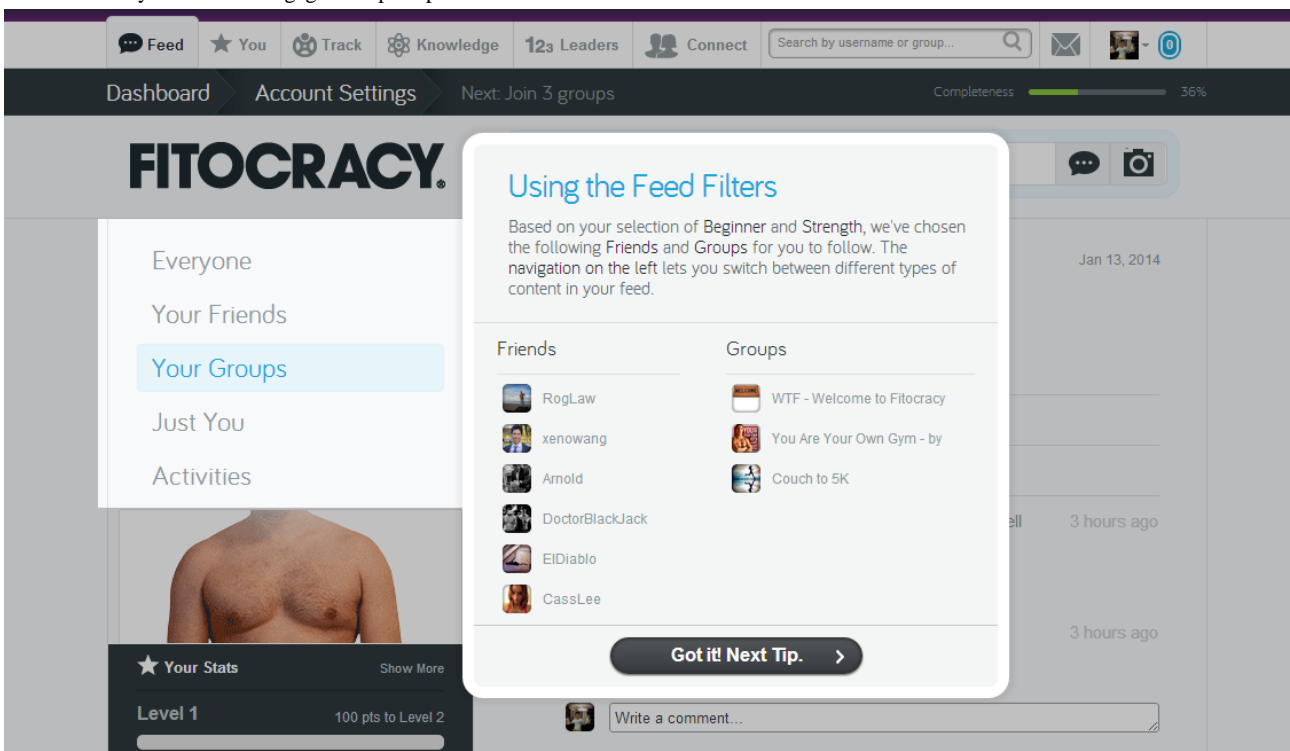 Feed
You
Track
Knowledge
123 Leaders
Connect
Search by username or group...
0
Dashboard
Account Settings
Next: Join 3 groups
Completeness
36%
FITOCRACY.
Everyone
Your Friends
Your Groups
Just You
Activities
Using the Feed Filters
Based on your selection of Beginner and Strength, we've chosen
the following Friends and Groups for you to follow. The
navigation on the left lets you switch between different types of
content in your feed.
Friends
RogLaw
xenowang
Arnold
DoctorBlackJack
ElDiablo
CassLee
Groups
WTF - Welcome to Fitocracy
You Are Your Own Gym - by
Couch to 5K
Got it! Next Tip.
Jan 13, 2014
3 hours ago
3 hours ago
Your Stats
Show More
Level 1
100 pts to Level 2
Write a comment...